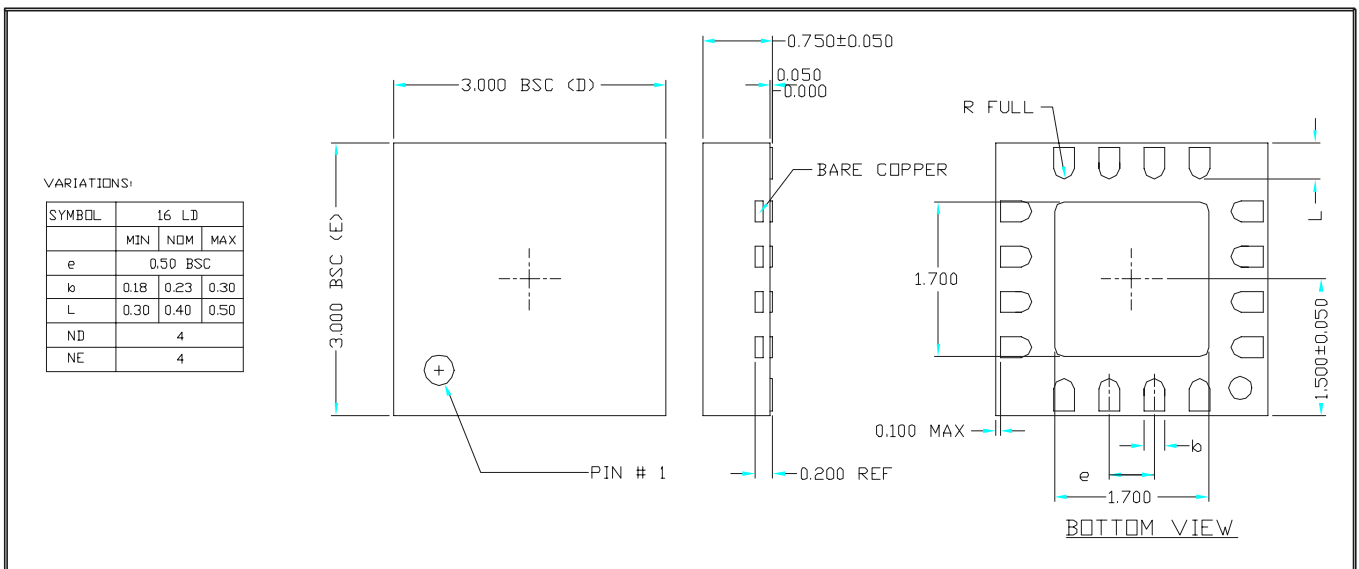 VARIATIONS:
SYMBOL 16 LD
MIN NOM MAX
e 0.50 BSC
b 0.18 0.23 0.30
L 0.30 0.40 0.50
ND 4
NE 4
3.000 BSC (D)
3.000 BSC (E)
PIN # 1
0.750±0.050
0.050
0.000
BARE COPPER
0.200 REF
R FULL
L
1.700
1.500±0.050
0.100 MAX
b
e
1.700
BOTTOM VIEW